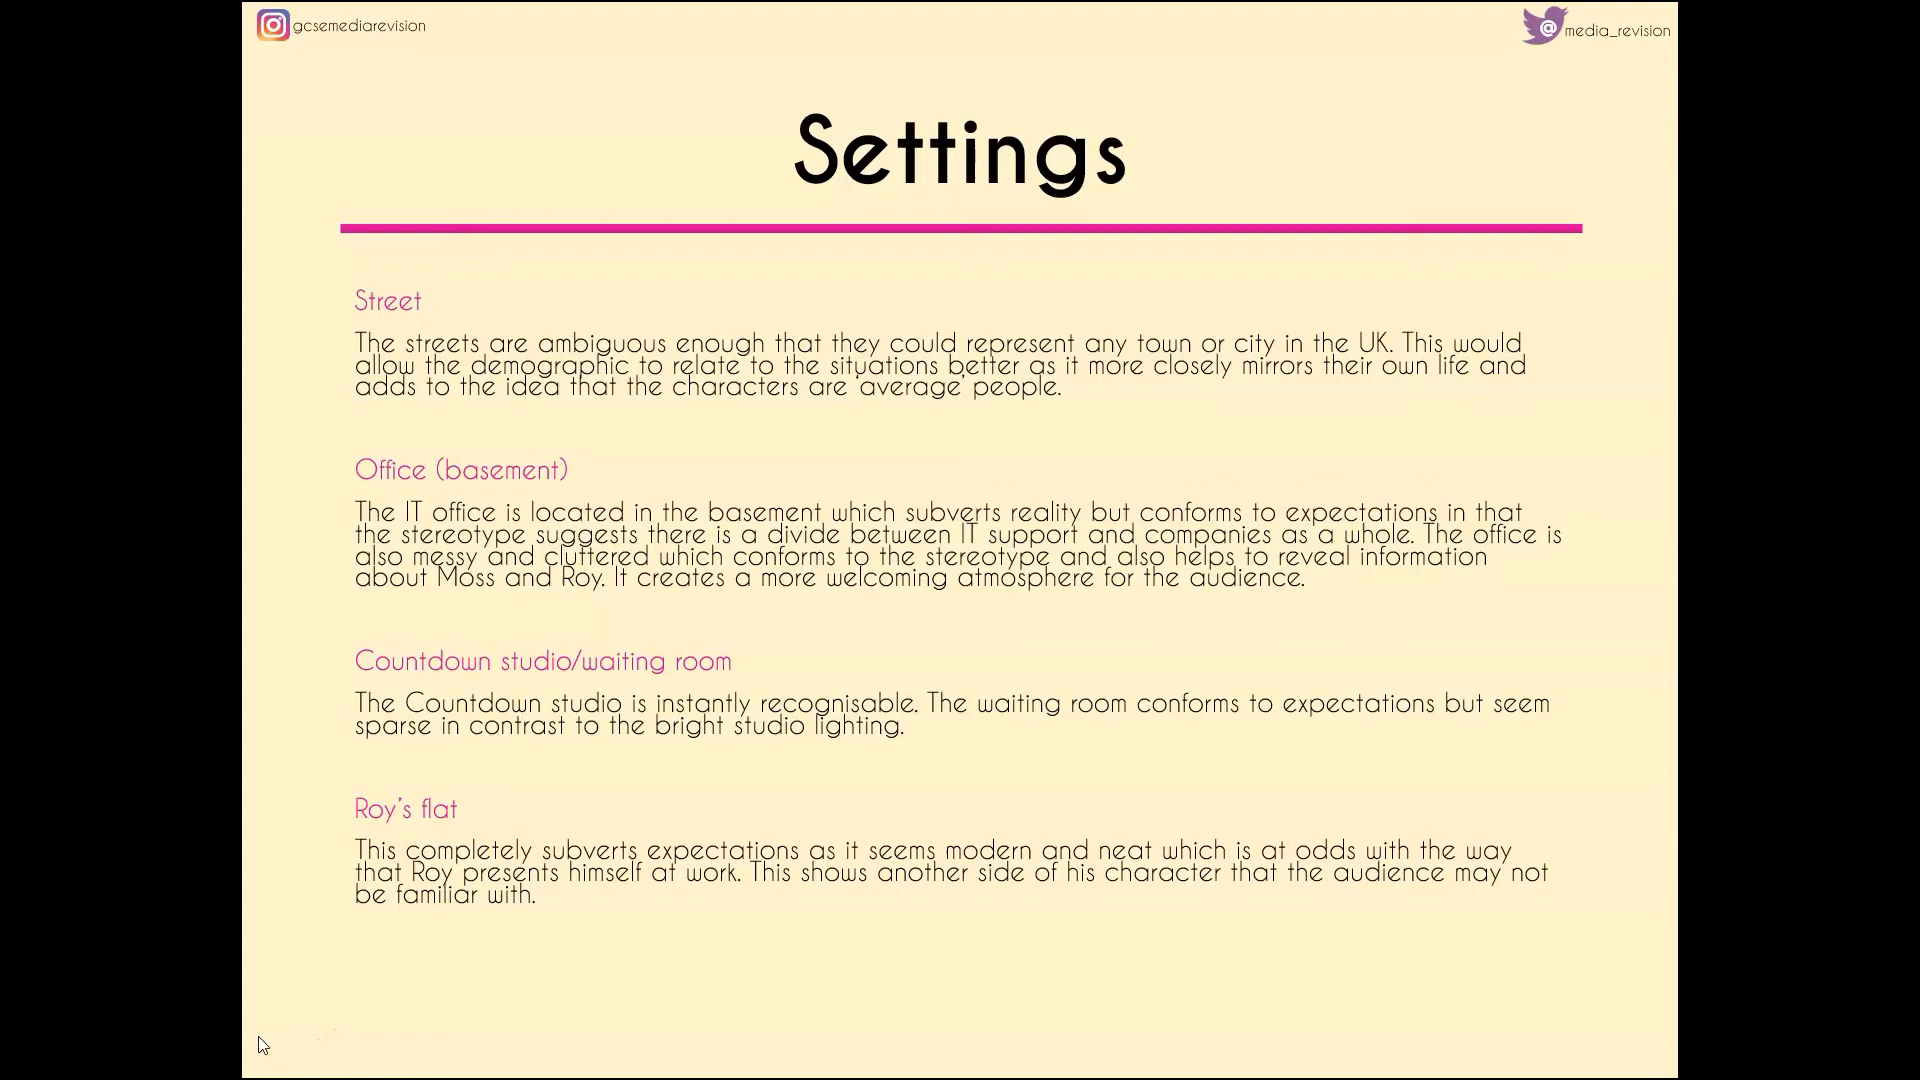 gcsemediarevision
@media_revision
Settings
Street
The streets are ambiguous enough that they could represent any town or city in the UK. This would
allow the demographic to relate to the situations better as it more closely mirrors their own life and
adds to the idea that the characters are ‘average’ people.
Office (basement)
The IT office is located in the basement which subverts reality but conforms to expectations in that
the stereotype suggests there is a divide between IT support and companies as a whole. The office is
also messy and cluttered which conforms to the stereotype and also helps to reveal information
about Moss and Roy. It creates a more welcoming atmosphere for the audience.
Countdown studio/waiting room
The Countdown studio is instantly recognisable. The waiting room conforms to expectations but seem
sparse in contrast to the bright studio lighting.
Roy’s flat
This completely subverts expectations as it seems modern and neat which is at odds with the way
that Roy presents himself at work. This shows another side of his character that the audience may not
be familiar with.